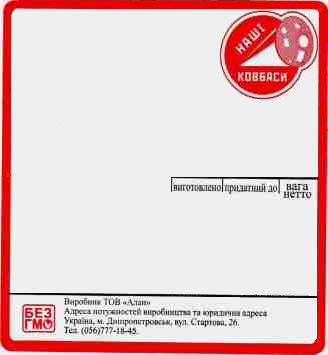 НАШІ
КОВБАСИ
виготовлено придатний до вага нетто
БЕЗ
ГМО
Виробник ТОВ «Алан»
Адреса потужностей виробництва та юридична адреса
Україна, м. Дніпропетровськ, вул. Стартова, 26.
Тел. (056)777-18-45.